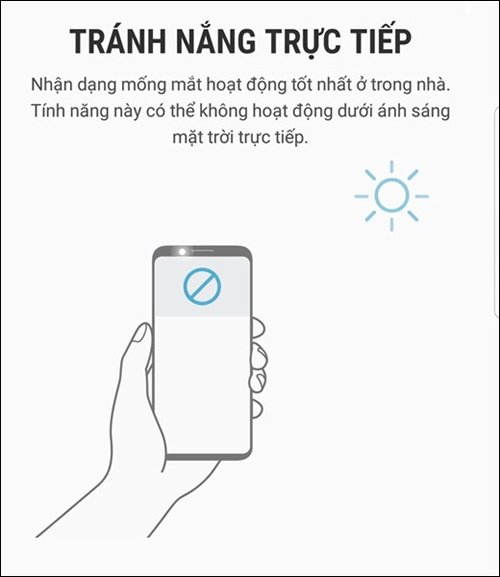 TRÁNH NẮNG TRỰC TIẾP
Nhận dạng mống mắt hoạt động tốt nhất ở trong nhà.
Tính năng này có thể không hoạt động dưới ánh sáng
mặt trời trực tiếp.